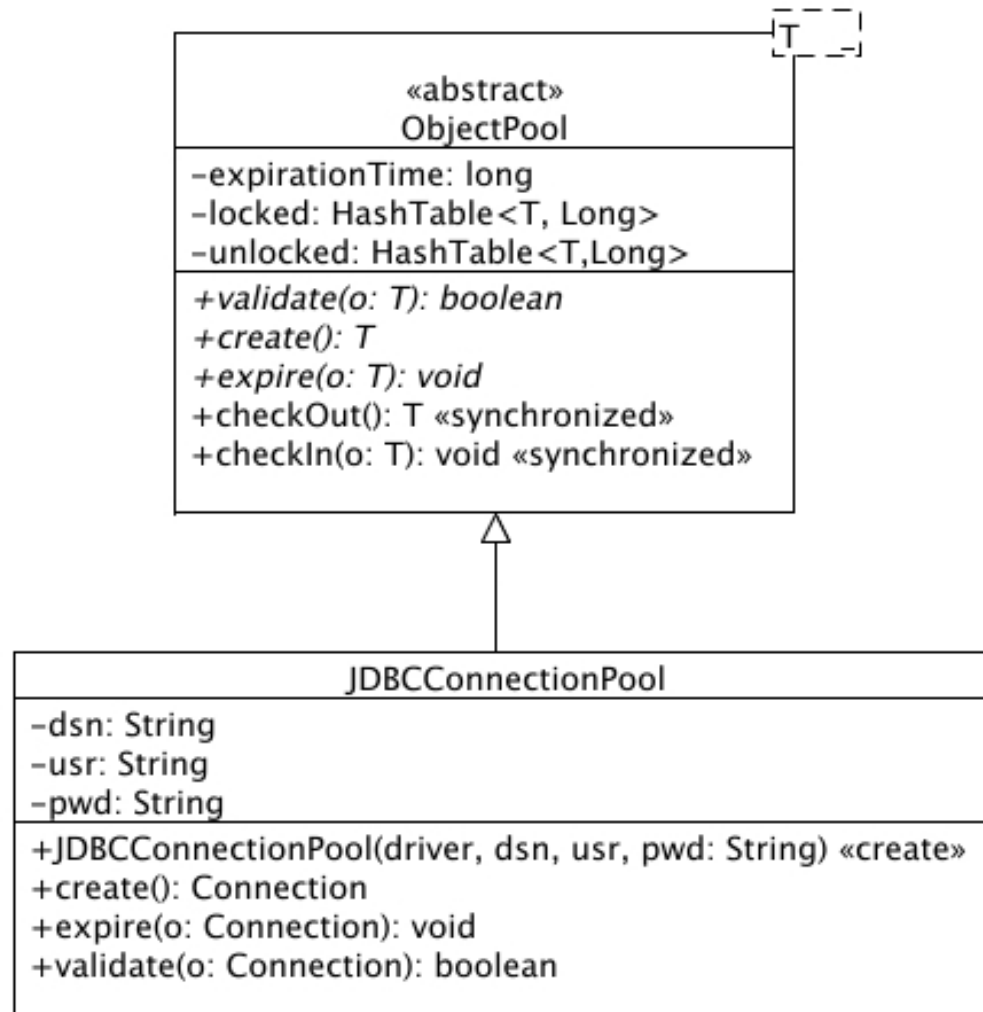 T
«abstract»
ObjectPool
–expirationTime: long
–locked: HashTable<T, Long>
–unlocked: HashTable<T,Long>
+validate(o: T): boolean
+create(): T
+expire(o: T): void
+checkOut(): T «synchronized»
+checkIn(o: T): void «synchronized»
JDBCConnectionPool
–dsn: String
–usr: String
–pwd: String
+JDBCConnectionPool(driver, dsn, usr, pwd: String) «create»
+create(): Connection
+expire(o: Connection): void
+validate(o: Connection): boolean